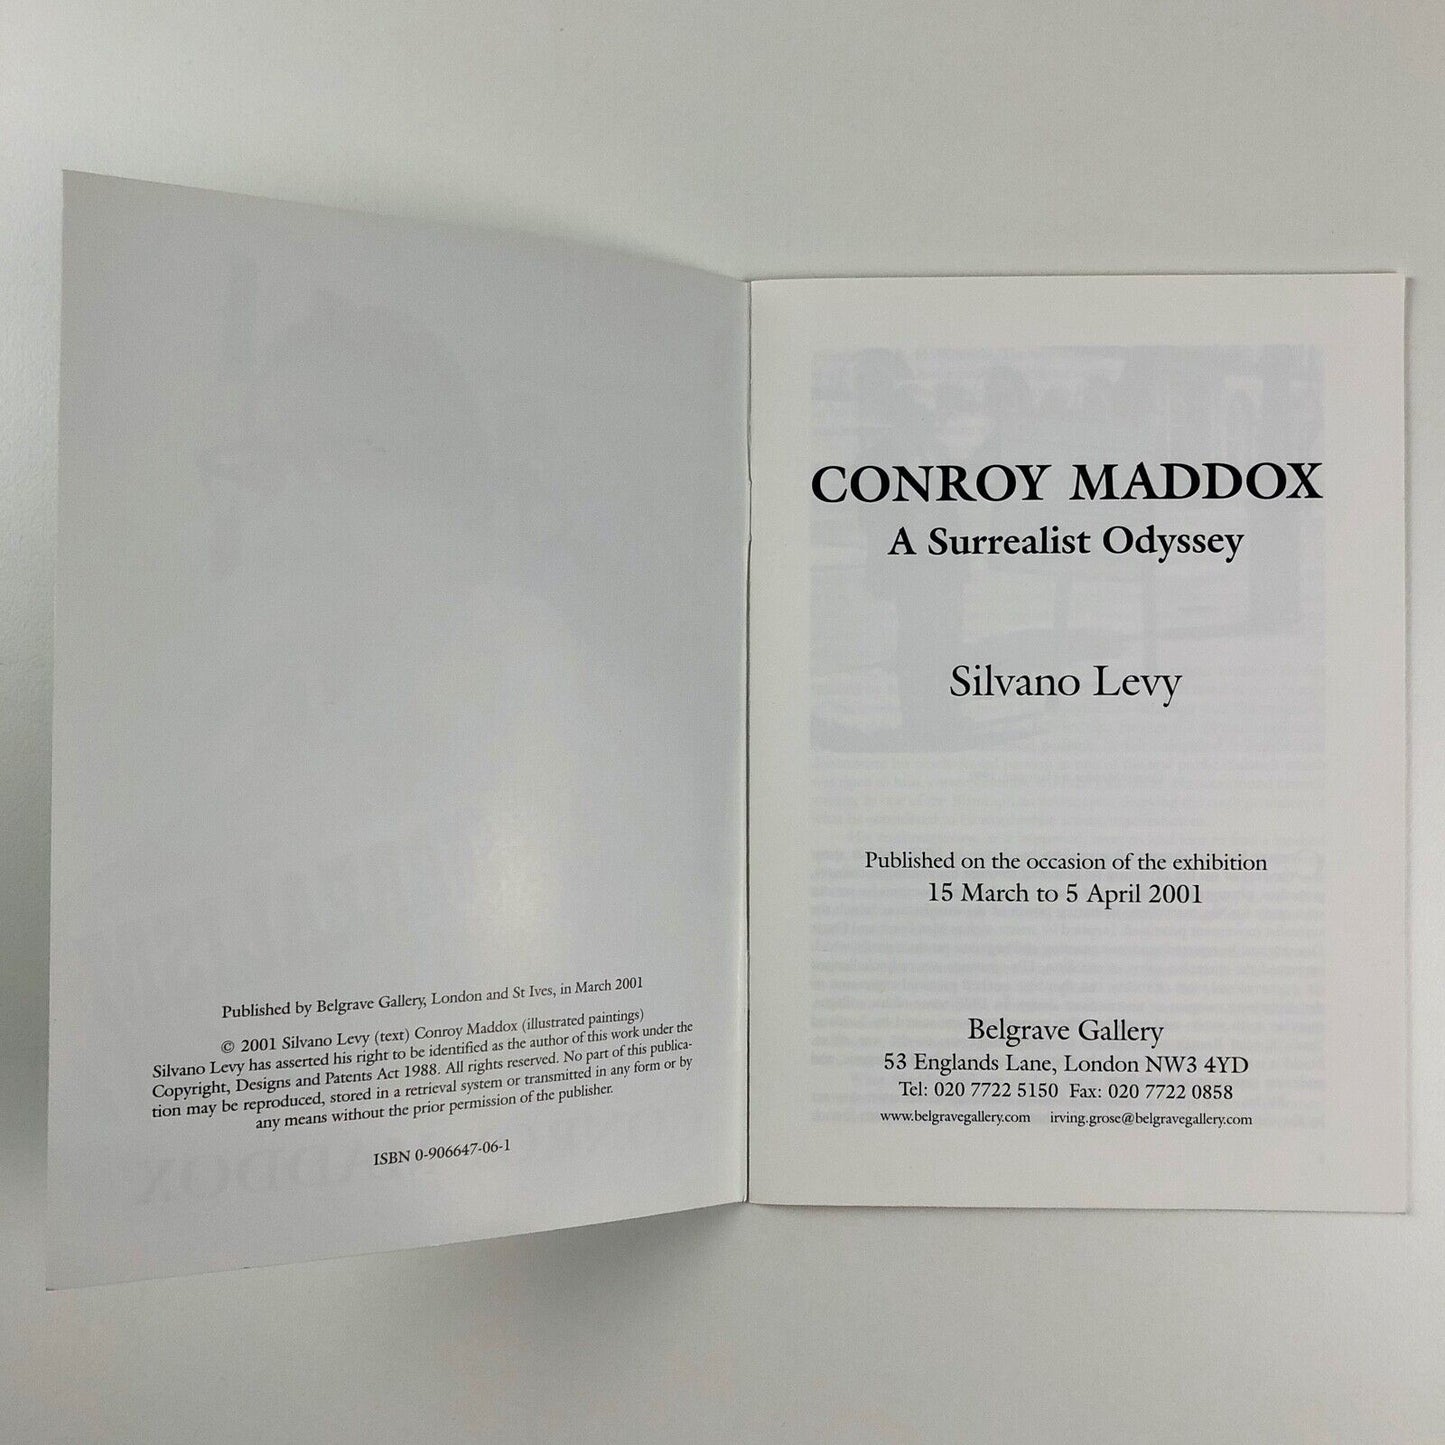 Published by Belgrave Gallery, London and St Ives, in March 2001
© 2001 Silvano Levy (text) Conroy Maddox (illustrated paintings)
Silvano Levy has asserted his right to be identified as the author of this work under the
Copyright, Designs and Patents Act 1988. All rights reserved. No part of this publica-
tion may be reproduced, stored in a retrieval system or transmitted in any form or by
any means without the prior permission of the publisher.
ISBN 0-906647-06-1
CONROY MADDOX
A Surrealist Odyssey
Silvano Levy
Published on the occasion of the exhibition
15 March to 5 April 2001
Belgrave Gallery
53 Englands Lane, London NW3 4YD
Tel: 020 7722 5150 Fax: 020 7722 0858
www.belgravegallery.com irving.grose@belgravegallery.com